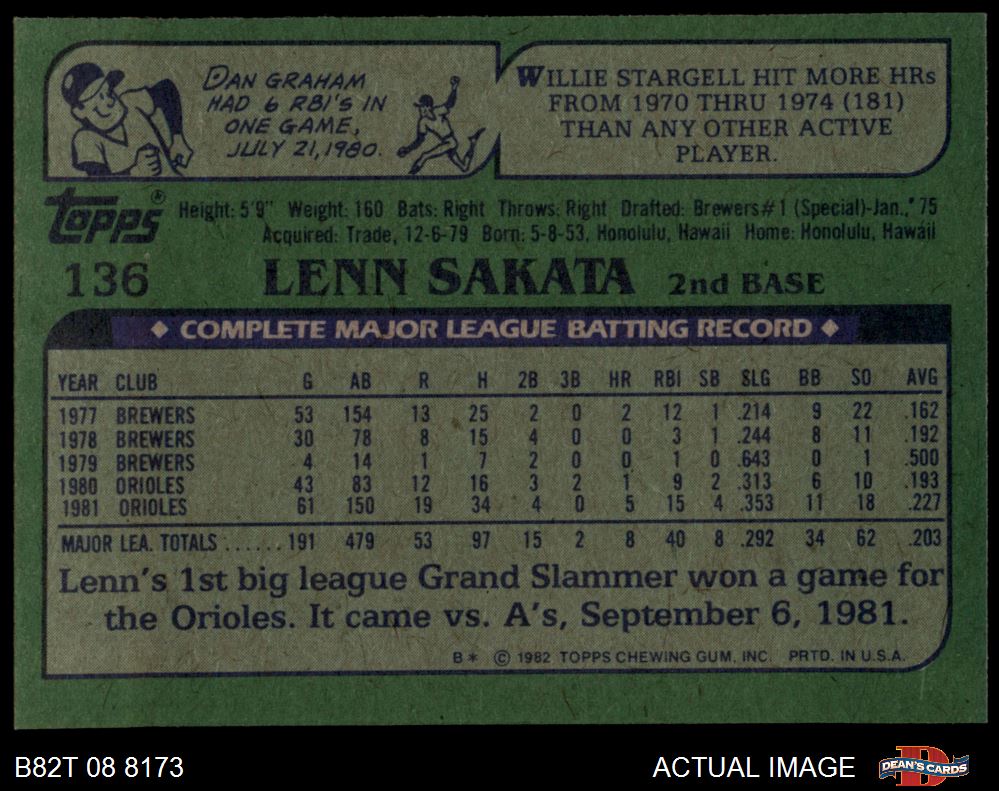 DAN GRAHAM
HAD 6 RBI'S IN
ONE GAME,
JULY 21, 1980.
WILLIE STARGELL HIT MORE HRs
FROM 1970 THRU 1974 (181)
THAN ANY OTHER ACTIVE
PLAYER.
TOPPS® Height: 5'9" Weight: 160 Bats: Right Throws: Right Drafted: Brewers #1 (Special)-Jan., '75
Acquired: Trade, 12-6-79 Born: 5-8-53, Honolulu, Hawaii Home: Honolulu, Hawaii
136 LENN SAKATA 2nd BASE
◆ COMPLETE MAJOR LEAGUE BATTING RECORD ◆
YEAR CLUB G AB R H 2B 3B HR RBI SB SLG BB SO AVG
1977 BREWERS 53 154 13 25 2 0 2 12 1 .214 9 22 .162
1978 BREWERS 30 78 8 15 4 0 0 3 1 .244 8 11 .192
1979 BREWERS 4 14 1 7 2 0 0 1 0 .643 0 1 .500
1980 ORIOLES 43 83 12 16 3 2 1 9 2 .313 6 10 .193
1981 ORIOLES 61 150 19 34 4 0 5 15 4 .353 11 18 .227
MAJOR LEA. TOTALS ...... 191 479 53 97 15 2 8 40 8 .292 34 62 .203
Lenn's 1st big league Grand Slammer won a game for
the Orioles. It came vs. A's, September 6, 1981.
B* © 1982 TOPPS CHEWING GUM, INC. PRTD. IN U.S.A.
B82T 08 8173 ACTUAL IMAGE DEAN'S CARDS